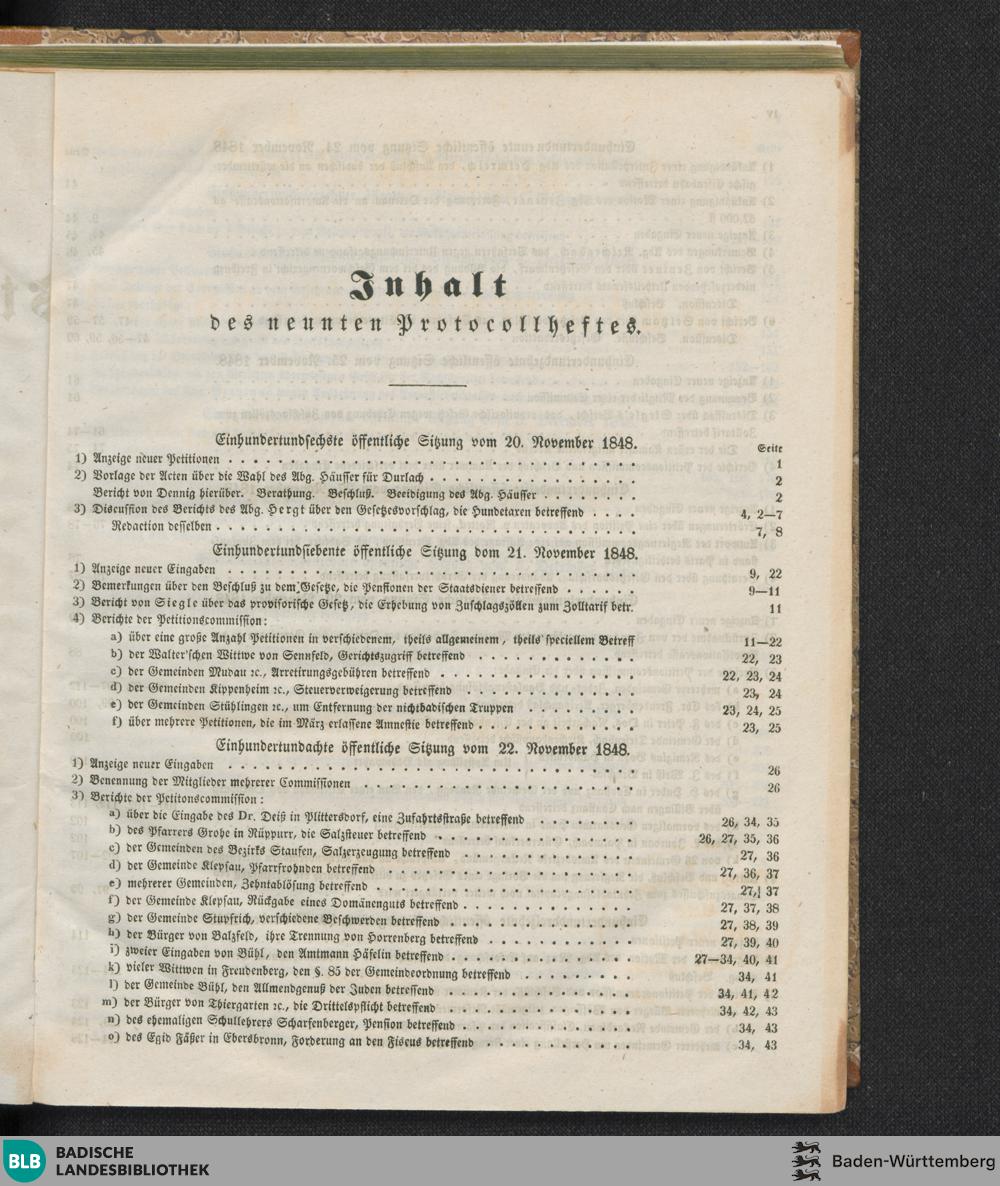 Inhalt
des neunten Protocollheftes.
Einhundertundsechste öffentliche Sitzung vom 20. November 1848.
Seite
1) Anzeige neuer Petitionen . . . . . 1
2) Vorlage der Acten über die Wahl des Abg. Häusser für Durlach . . . . . 2
Bericht von Dennig hierüber. Berathung. Beschluß. Beeidigung des Abg. Häusser . . . . . 2
3) Discussion des Berichts des Abg. Hergt über den Gesetzesvorschlag, die Hundetaxen betreffend . . . . 4, 2—7
Redaction desselben . . . . . 7, 8
Einhundertundsiebente öffentliche Sitzung dom 21. November 1848.
1) Anzeige neuer Eingaben . . . . . 9, 22
2) Bemerkungen über den Beschluß zu dem Gesetze, die Pensionen der Staatsdiener betreffend . . . . . 9—11
3) Bericht von Siegle über das provisorische Gesetz, die Erhebung von Zuschlagszöllen zum Zolltarif betr. 11
4) Berichte der Petitionscommission:
a) über eine große Anzahl Petitionen in verschiedenem, theils allgemeinem, theils speciellem Betreff 11—22
b) der Walter'schen Wittwe von Sennfeld, Gerichtszugriff betreffend . . . . . 22, 23
c) der Gemeinden Mudau ꝛc., Arretirungsgebühren betreffend . . . . . 22, 23, 24
d) der Gemeinden Kippenheim ꝛc., Steuerverweigerung betreffend . . . . . 23, 24
e) der Gemeinden Stühlingen ꝛc., um Entfernung der nichtbadischen Truppen . . . . . 23, 24, 25
f) über mehrere Petitionen, die im März erlassene Amnestie betreffend . . . . . 23, 25
Einhundertundachte öffentliche Sitzung vom 22. November 1848.
1) Anzeige neuer Eingaben . . . . . 26
2) Benennung der Mitglieder mehrerer Commissionen . . . . . 26
3) Berichte der Petitonscommission:
a) über die Eingabe des Dr. Deiß in Plittersdorf, eine Zufahrtsstraße betreffend . . . . . 26, 34, 35
b) des Pfarrers Grohe in Rüppurr, die Salzsteuer betreffend . . . . . 26, 27, 35, 36
c) der Gemeinden des Bezirks Staufen, Salzerzeugung betreffend . . . . . 27, 36
d) der Gemeinde Klepsau, Pfarrfrohnden betreffend . . . . . 27, 36, 37
e) mehrerer Gemeinden, Zehntablösung betreffend . . . . . 27, 37
f) der Gemeinde Klepsau, Rückgabe eines Domänenguts betreffend . . . . . 27, 37, 38
g) der Gemeinde Stupfrich, verschiedene Beschwerden betreffend . . . . . 27, 38, 39
h) der Bürger von Balzfeld, ihre Trennung von Horrenberg betreffend . . . . . 27, 39, 40
i) zweier Eingaben von Bühl, den Amtmann Häfelin betreffend . . . . . 27—34, 40, 41
k) vieler Wittwen in Freudenberg, den §. 85 der Gemeindeordnung betreffend . . . . . 34, 41
l) der Gemeinde Bühl, den Allmendgenuß der Juden betreffend . . . . . 34, 41, 42
m) der Bürger von Thiergarten ꝛc., die Drittelspflicht betreffend . . . . . 34, 42, 43
n) des ehemaligen Schullehrers Scharfenberger, Pension betreffend . . . . . 34, 43
o) des Egid Fäßer in Ebersbronn, Forderung an den Fiscus betreffend . . . . . 34, 43
BLB BADISCHE
LANDESBIBLIOTHEK
Baden-Württemberg